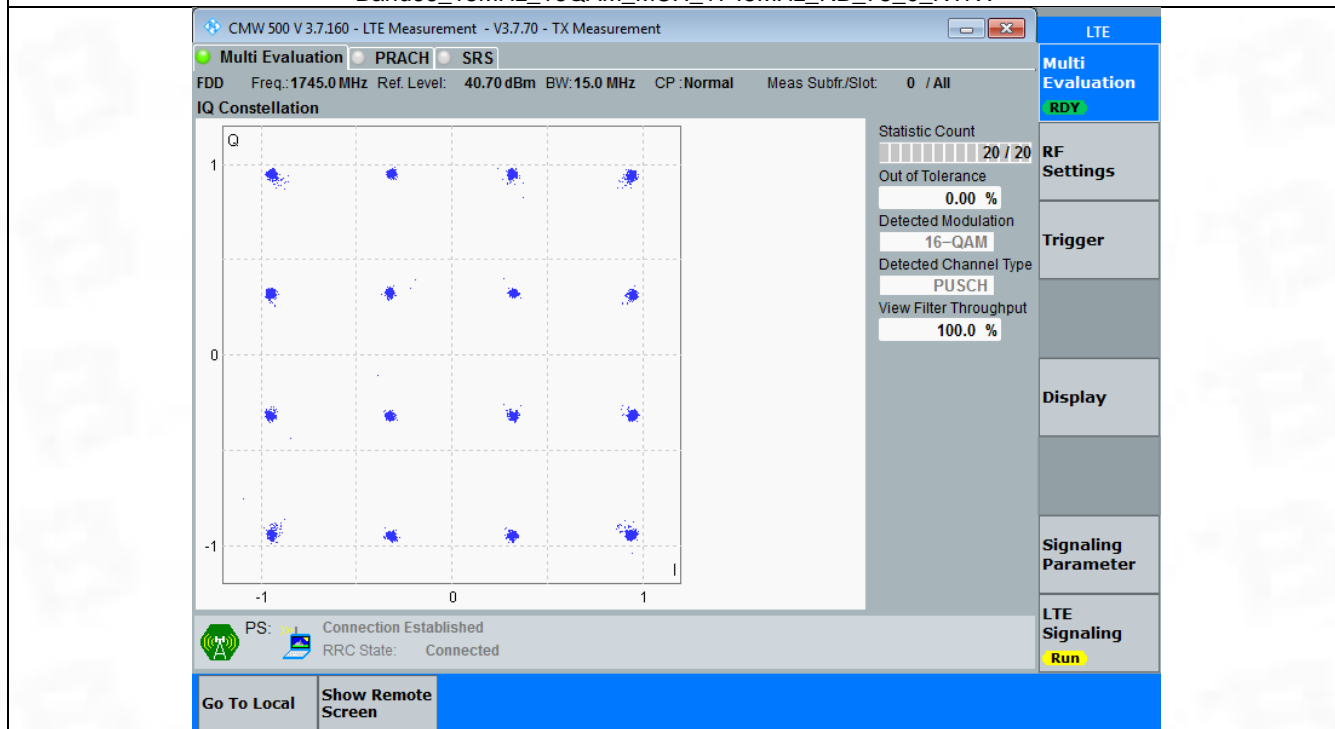 CMW 500 V 3.7.160 - LTE Measurement - V3.7.70 - TX Measurement
LTE
Multi Evaluation PRACH SRS
FDD Freq.:1745.0 MHz Ref. Level: 40.70 dBm BW:15.0 MHz CP :Normal Meas Subfr./Slot: 0 / All
IQ Constellation
Q
1
0
-1
-1 0 1
I
Statistic Count
20 / 20
Out of Tolerance
0.00 %
Detected Modulation
16-QAM
Detected Channel Type
PUSCH
View Filter Throughput
100.0 %
Multi
Evaluation
RDY
RF
Settings
Trigger
Display
Signaling
Parameter
LTE
Signaling
Run
PS: Connection Established
RRC State: Connected
Go To Local
Show Remote
Screen